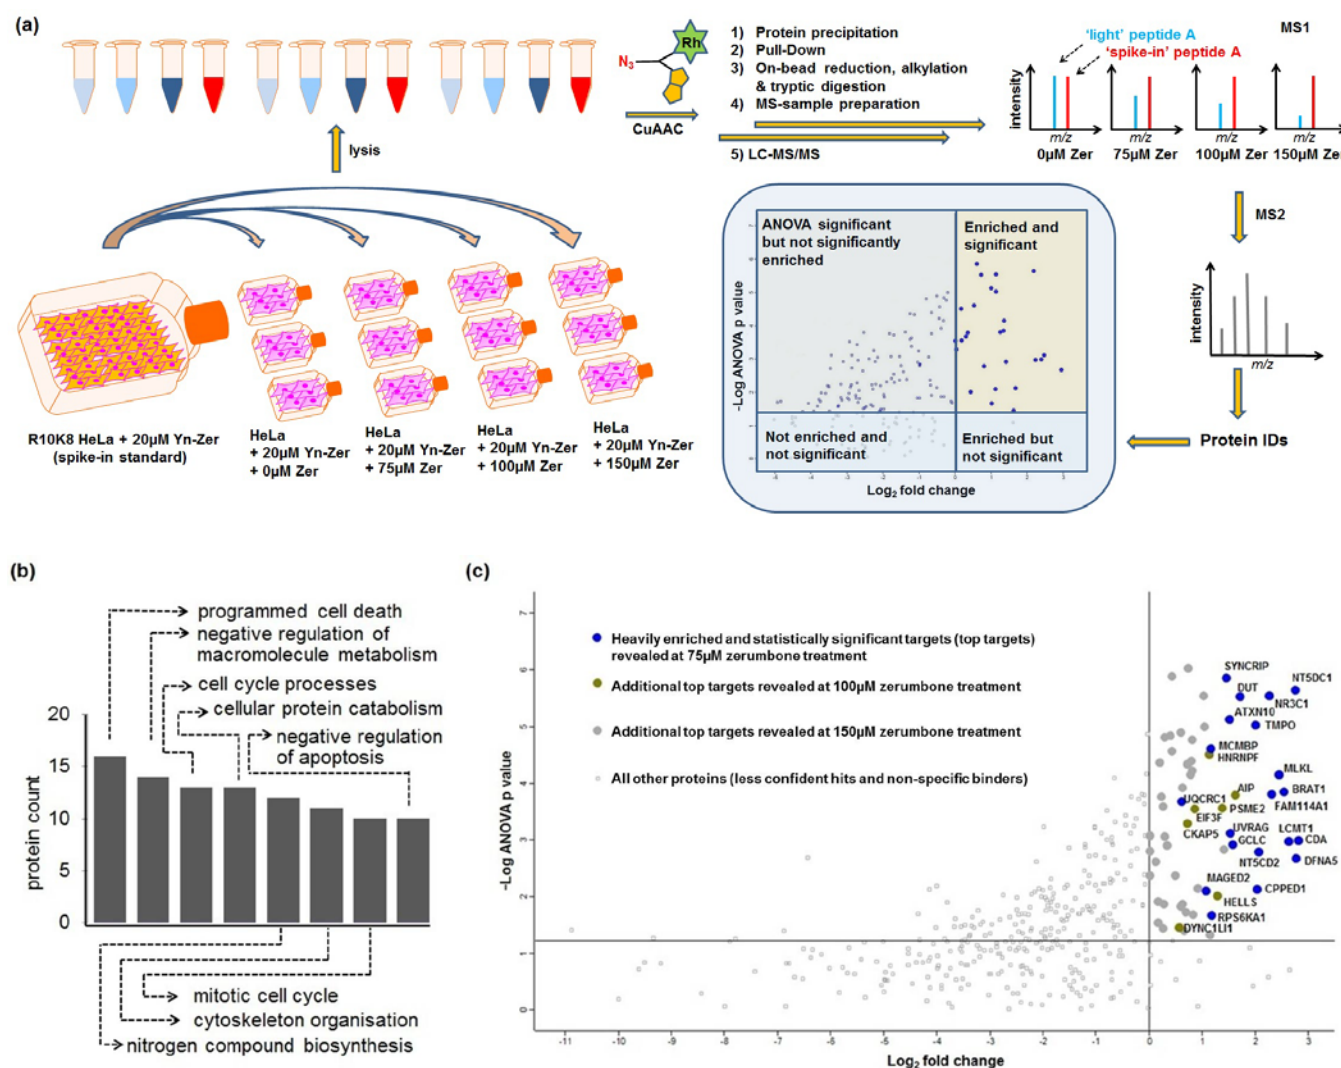 (a)
Rh
N3
CuAAC
1) Protein precipitation
2) Pull-Down
3) On-bead reduction, alkylation
& tryptic digestion
4) MS-sample preparation
5) LC-MS/MS
'light' peptide A
'spike-in' peptide A
MS1
intensity
m/z
m/z
m/z
m/z
0μM Zer
75μM Zer
100μM Zer
150μM Zer
lysis
MS2
intensity
m/z
Protein IDs
R10K8 HeLa + 20μM Yn-Zer
(spike-in standard)
HeLa
+ 20μM Yn-Zer
+ 0μM Zer
HeLa
+ 20μM Yn-Zer
+ 75μM Zer
HeLa
+ 20μM Yn-Zer
+ 100μM Zer
HeLa
+ 20μM Yn-Zer
+ 150μM Zer
ANOVA significant
but not significantly
enriched
Enriched and
significant
Not enriched and
not significant
Enriched but
not significant
-Log ANOVA p value
Log2 fold change
(b)
programmed cell death
negative regulation of
macromolecule metabolism
cell cycle processes
cellular protein catabolism
negative regulation
of apoptosis
protein count
20
15
10
5
0
mitotic cell cycle
cytoskeleton organisation
nitrogen compound biosynthesis
(c)
Heavily enriched and statistically significant targets (top targets)
revealed at 75μM zerumbone treatment
Additional top targets revealed at 100μM zerumbone treatment
Additional top targets revealed at 150μM zerumbone treatment
All other proteins (less confident hits and non-specific binders)
SYNCRIP
NT5DC1
DUT
NR3C1
ATXN10
TMPO
MCMBP
HNRNPF
MLKL
AIP
BRAT1
UQCRC1
PSME2
FAM114A1
EIF3F
CKAP5
UVRAG
LCMT1
GCLC
CDA
NT5CD2
DFNA5
MAGED2
CPPED1
HELLS
RPS6KA1
DYNC1LI1
-Log ANOVA p value
7
6
5
4
3
2
1
0
-11 -10 -9 -8 -7 -6 -5 -4 -3 -2 -1 0 1 2 3
Log2 fold change